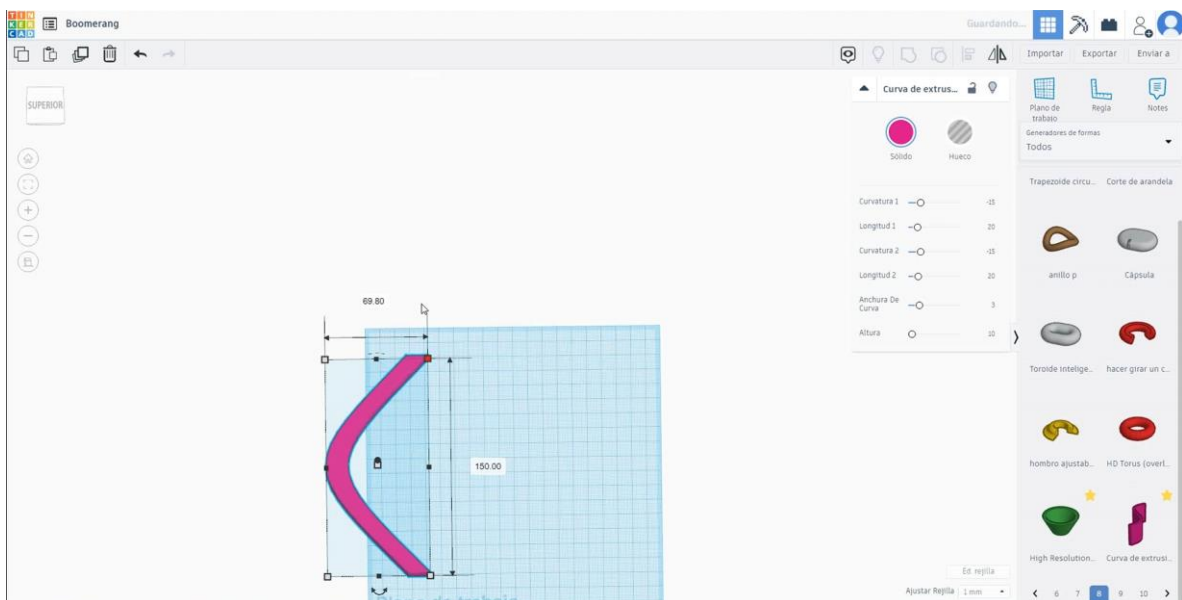 TIN
KER
CAD
Boomerang
Guardando...
Importar
Exportar
Enviar a
SUPERIOR
Curva de extrus...
Sólido
Hueco
Curvatura 1
-15
Longitud 1
20
Curvatura 2
-15
Longitud 2
20
Anchura De
Curva
3
Altura
10
Plano de
trabajo
Regla
Notes
Generadores de formas
Todos
Trapezoide circu...
Corte de arandela
anillo p
Cápsula
Toroide intelige...
hacer girar un c...
hombro ajustab...
HD Torus (overl...
High Resolution...
Curva de extrusi...
69.80
150.00
Plano de trabajo
Ed. rejilla
Ajustar Rejilla
1 mm
6
7
8
9
10